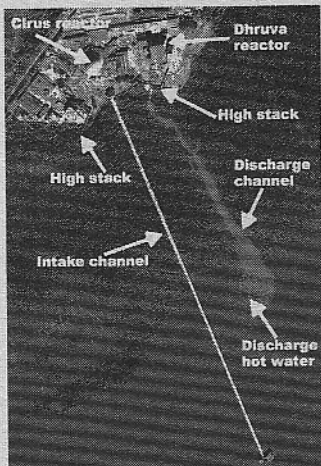 Cirus reactor
Dhruva
reactor
High stack
High stack
Discharge
channel
Intake channel
Discharge
hot water